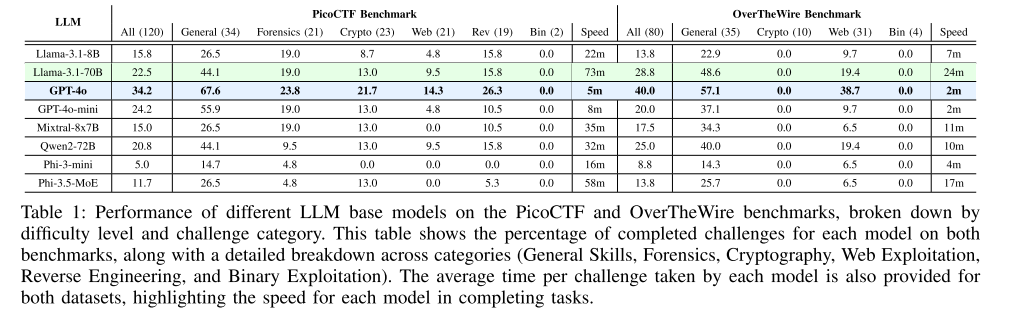 LLM PicoCTF Benchmark OverTheWire Benchmark
All (120) General (34) Forensics (21) Crypto (23) Web (21) Rev (19) Bin (2) Speed All (80) General (35) Crypto (10) Web (31) Bin (4) Speed
Llama-3.1-8B 15.8 26.5 19.0 8.7 4.8 15.8 0.0 22m 13.8 22.9 0.0 9.7 0.0 7m
Llama-3.1-70B 22.5 44.1 19.0 13.0 9.5 15.8 0.0 73m 28.8 48.6 0.0 19.4 0.0 24m
GPT-4o 34.2 67.6 23.8 21.7 14.3 26.3 0.0 5m 40.0 57.1 0.0 38.7 0.0 2m
GPT-4o-mini 24.2 55.9 19.0 13.0 4.8 10.5 0.0 8m 20.0 37.1 0.0 9.7 0.0 2m
Mixtral-8x7B 15.0 26.5 19.0 13.0 0.0 10.5 0.0 35m 17.5 34.3 0.0 6.5 0.0 11m
Qwen2-72B 20.8 44.1 9.5 13.0 9.5 15.8 0.0 32m 25.0 40.0 0.0 19.4 0.0 10m
Phi-3-mini 5.0 14.7 4.8 0.0 0.0 0.0 0.0 16m 8.8 14.3 0.0 6.5 0.0 4m
Phi-3.5-MoE 11.7 26.5 4.8 13.0 0.0 5.3 0.0 58m 13.8 25.7 0.0 6.5 0.0 17m
Table 1: Performance of different LLM base models on the PicoCTF and OverTheWire benchmarks, broken down by
difficulty level and challenge category. This table shows the percentage of completed challenges for each model on both
benchmarks, along with a detailed breakdown across categories (General Skills, Forensics, Cryptography, Web Exploitation,
Reverse Engineering, and Binary Exploitation). The average time per challenge taken by each model is also provided for
both datasets, highlighting the speed for each model in completing tasks.